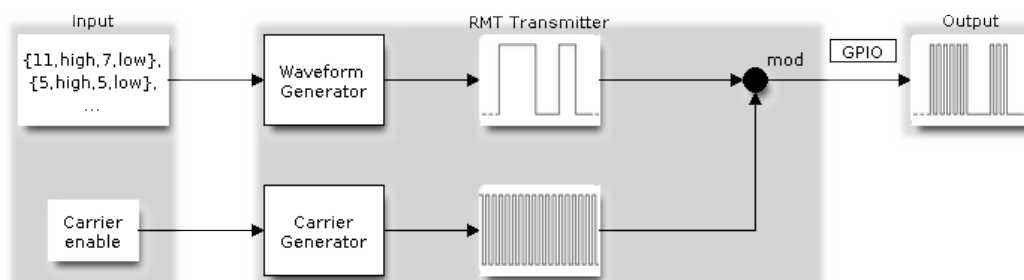 Input
RMT Transmitter
Output
{11,high,7,low},
{5,high,5,low},
...
Waveform
Generator
mod
GPIO
Carrier
enable
Carrier
Generator